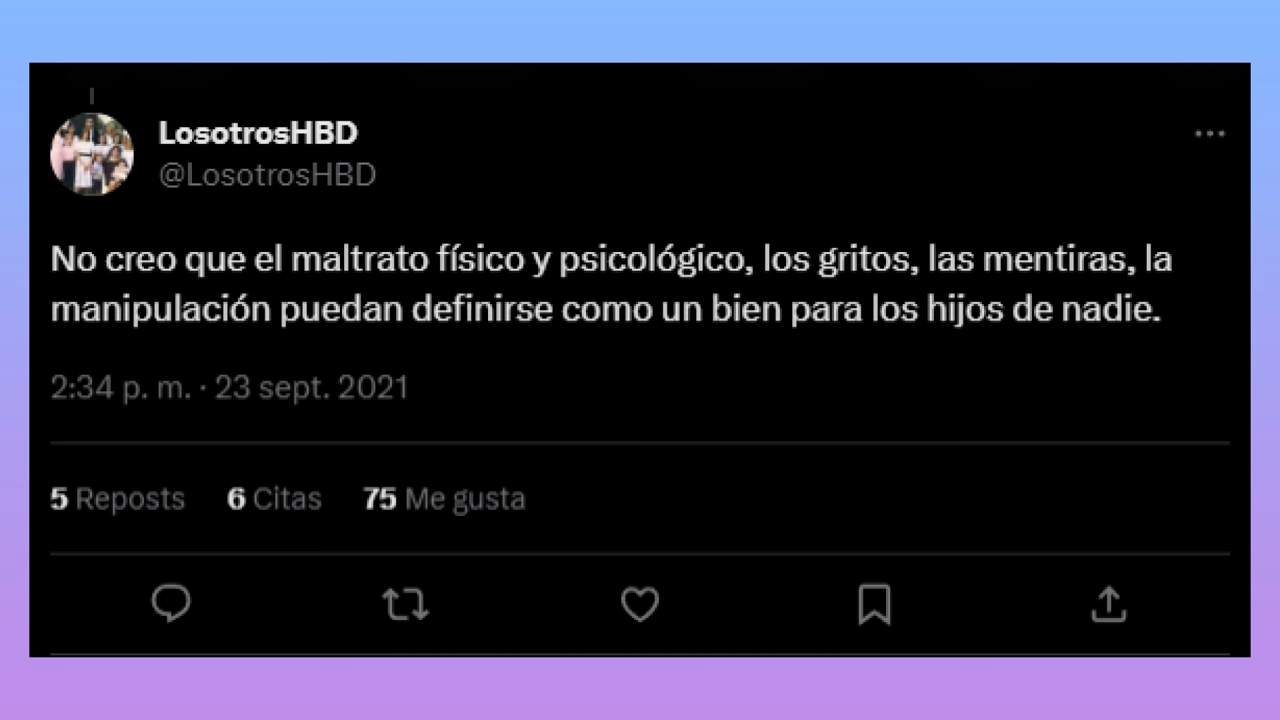 LosotrosHBD
@LosotrosHBD
No creo que el maltrato físico y psicológico, los gritos, las mentiras, la
manipulación puedan definirse como un bien para los hijos de nadie.
2:34 p. m. · 23 sept. 2021
5 Reposts 6 Citas 75 Me gusta